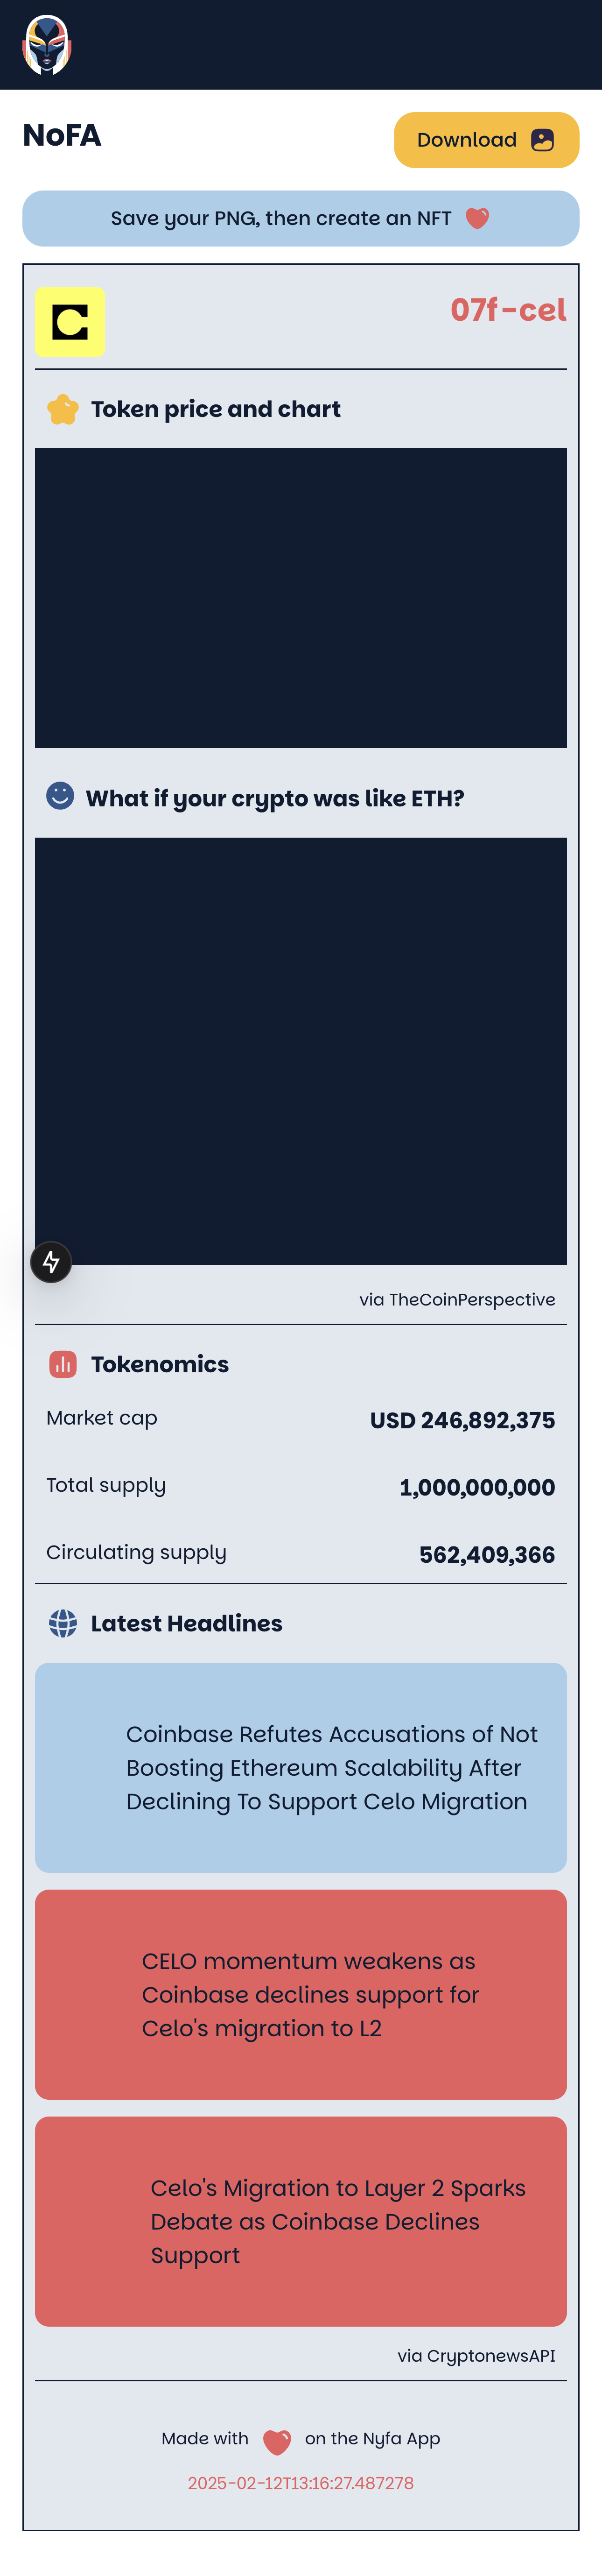 NoFA
Download
Save your PNG, then create an NFT
07f-cel
Token price and chart
What if your crypto was like ETH?
via TheCoinPerspective
Tokenomics
Market cap USD 246,892,375
Total supply 1,000,000,000
Circulating supply 562,409,366
Latest Headlines
Coinbase Refutes Accusations of Not
Boosting Ethereum Scalability After
Declining To Support Celo Migration
CELO momentum weakens as
Coinbase declines support for
Celo's migration to L2
Celo's Migration to Layer 2 Sparks
Debate as Coinbase Declines
Support
via CryptonewsAPI
Made with on the Nyfa App
2025-02-12T13:16:27.487278